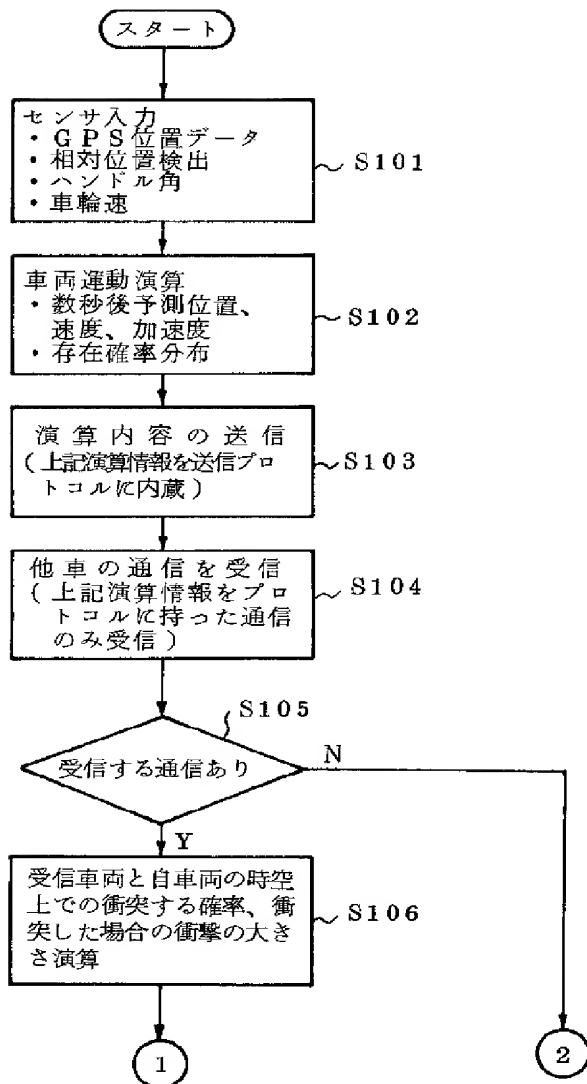 スタート
センサ入力
・GPS位置データ
・相対位置検出
・ハンドル角
・車輪速
S101
車両運動演算
・数秒後予測位置、
速度、加速度
・存在確率分布
S102
演算内容の送信
(上記演算情報を送信プロ
トコルに内蔵)
S103
他車の通信を受信
(上記演算情報をプロ
トコルに持った通信
のみ受信)
S104
S105
受信する通信あり
N
Y
受信車両と自車両の時空
上での衝突する確率、衝
突した場合の衝撃の大き
さ演算
S106
1
2